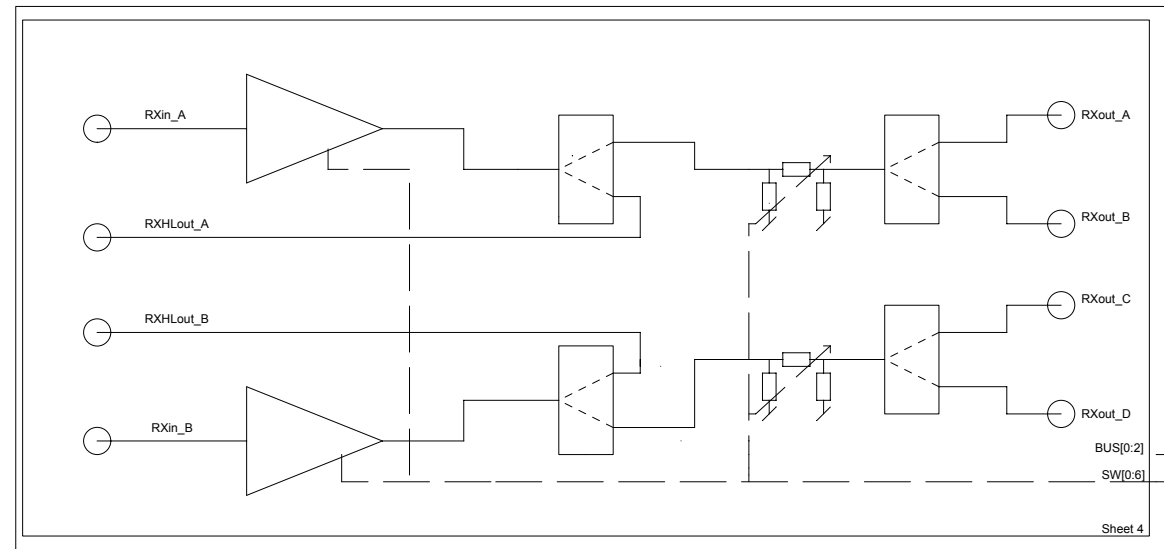 RXin_A
RXout_A
RXHLout_A
RXout_B
RXHLout_B
RXout_C
RXin_B
RXout_D
BUS[0:2]
SW[0:6]
Sheet 4